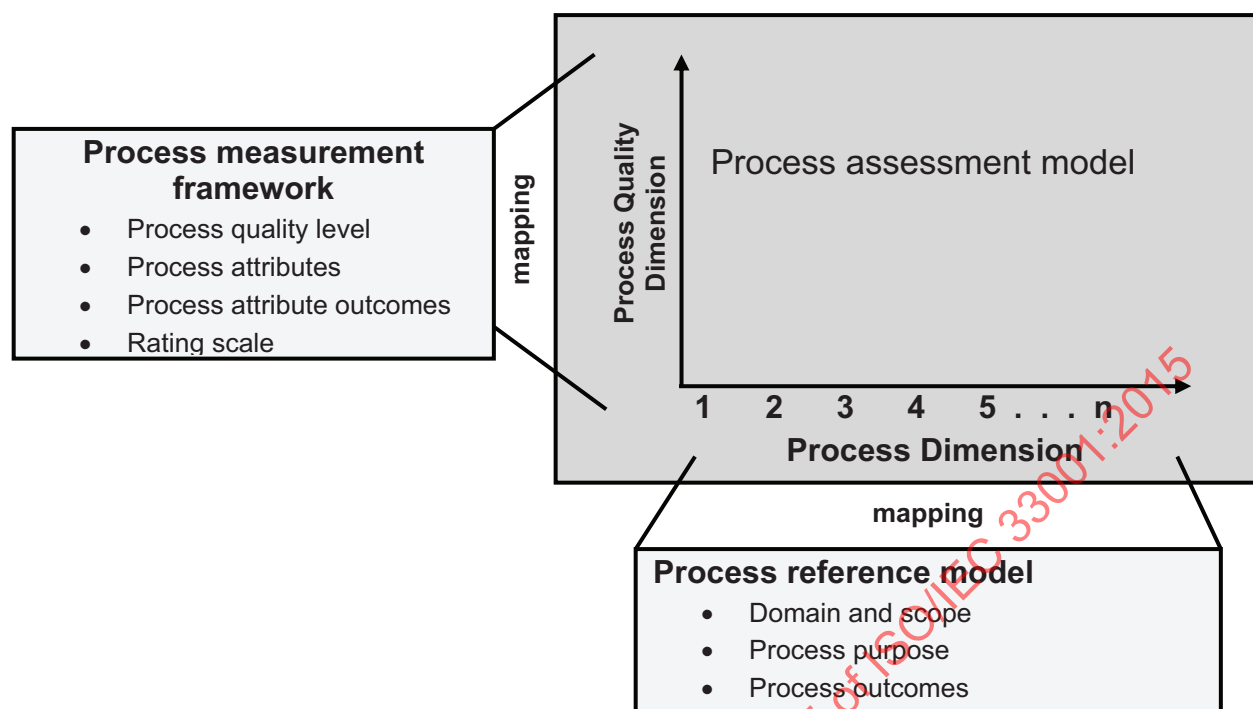 Process measurement
framework
• Process quality level
• Process attributes
• Process attribute outcomes
• Rating scale
mapping
Process Quality
Dimension
Process assessment model
1 2 3 4 5 . . . n
Process Dimension
mapping
Process reference model
• Domain and scope
• Process purpose
• Process outcomes
of ISO/IEC 33001:2015